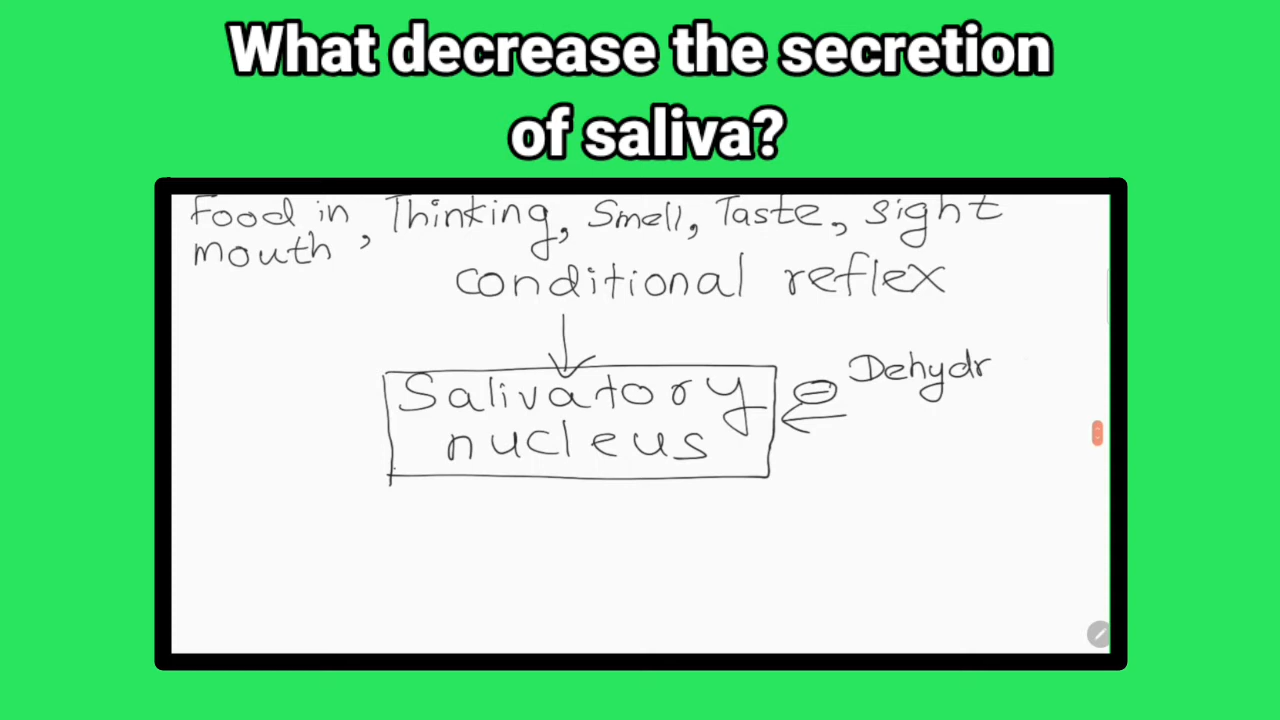 What decrease the secretion
of saliva?
Food in, Thinking, Smell, Taste, sight
mouth
conditional reflex
Salivatory
nucleus
Dehydr